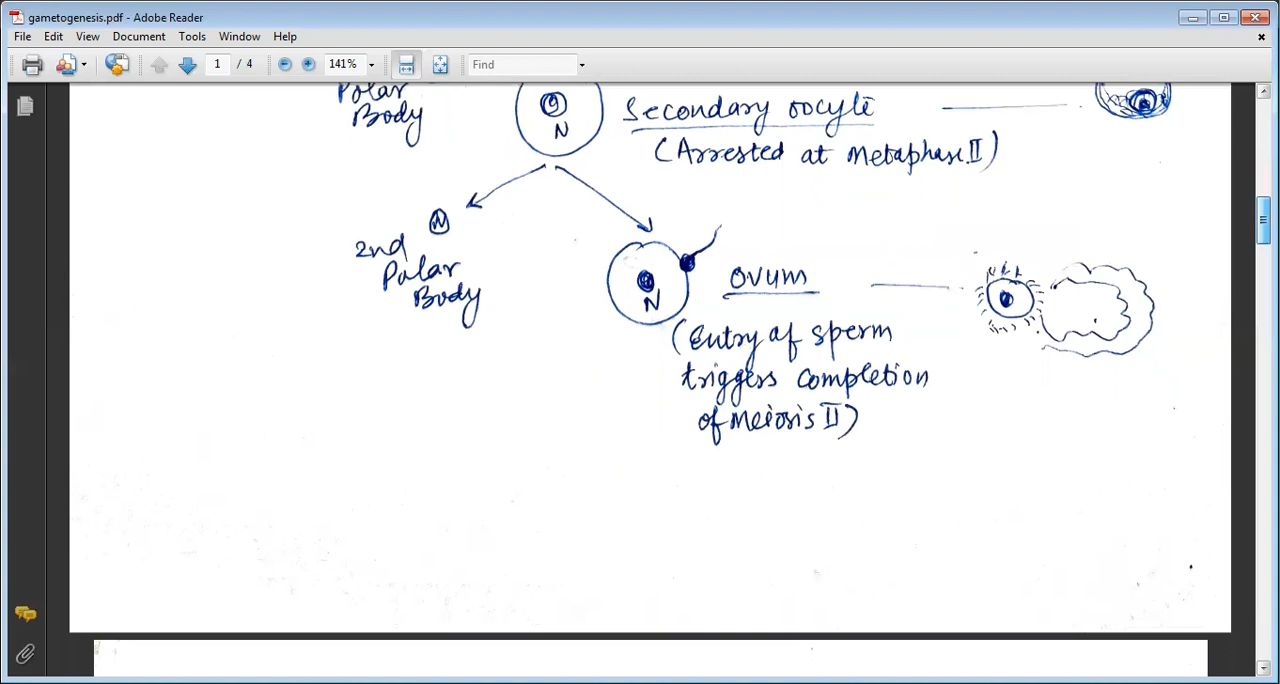 gametogenesis.pdf - Adobe Reader
File Edit View Document Tools Window Help
1 / 4 141% Find
Polar
Body
N
Secondary oocyte
(Arrested at Metaphase II)
N
2nd
Polar
Body
N
Ovum
(Entry of sperm
triggers completion
of Meiosis II)